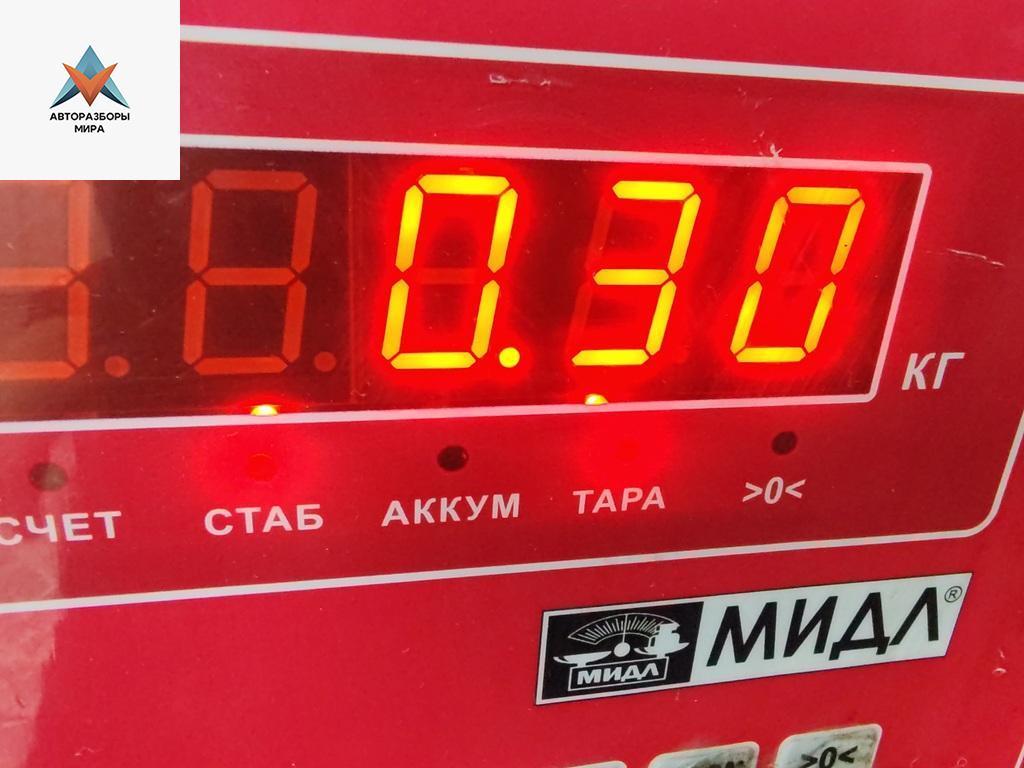 АВТОРАЗБОРЫ
МИРА
0.30
КГ
СЧЕТ СТАБ АККУМ ТАРА >0<
МИДЛ МИДЛ®
>0<